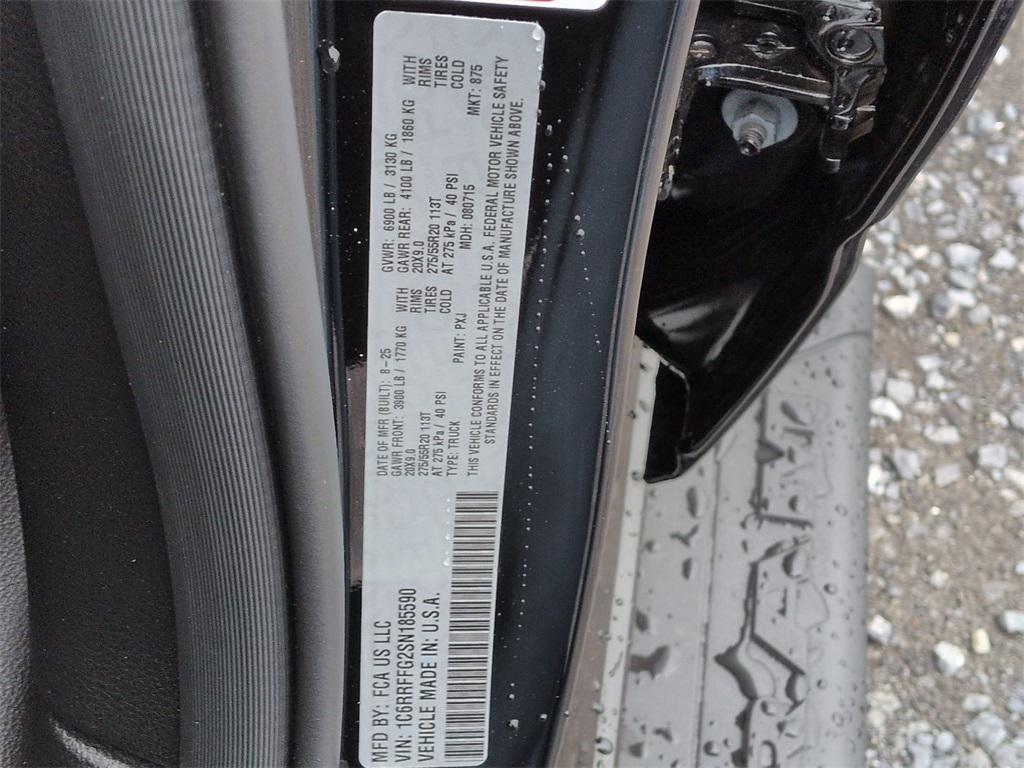 MFD BY: FCA US LLC
VIN: 1C6RRFFG2SN185590
VEHICLE MADE IN: U.S.A.
DATE OF MFR (BUILT): 8-25
GAWR FRONT: 3900 LB / 1770 KG WITH
20X9.0 RIMS
275/55R20 113T TIRES
AT 275 kPa / 40 PSI COLD
TYPE: TRUCK PAINT: PXJ
GVWR: 6900 LB / 3130 KG
GAWR REAR: 4100 LB / 1860 KG WITH
20X9.0 RIMS
275/55R20 113T TIRES
AT 275 kPa / 40 PSI COLD
MDH: 080715 MKT: 875
THIS VEHICLE CONFORMS TO ALL APPLICABLE U.S.A. FEDERAL MOTOR VEHICLE SAFETY
STANDARDS IN EFFECT ON THE DATE OF MANUFACTURE SHOWN ABOVE.